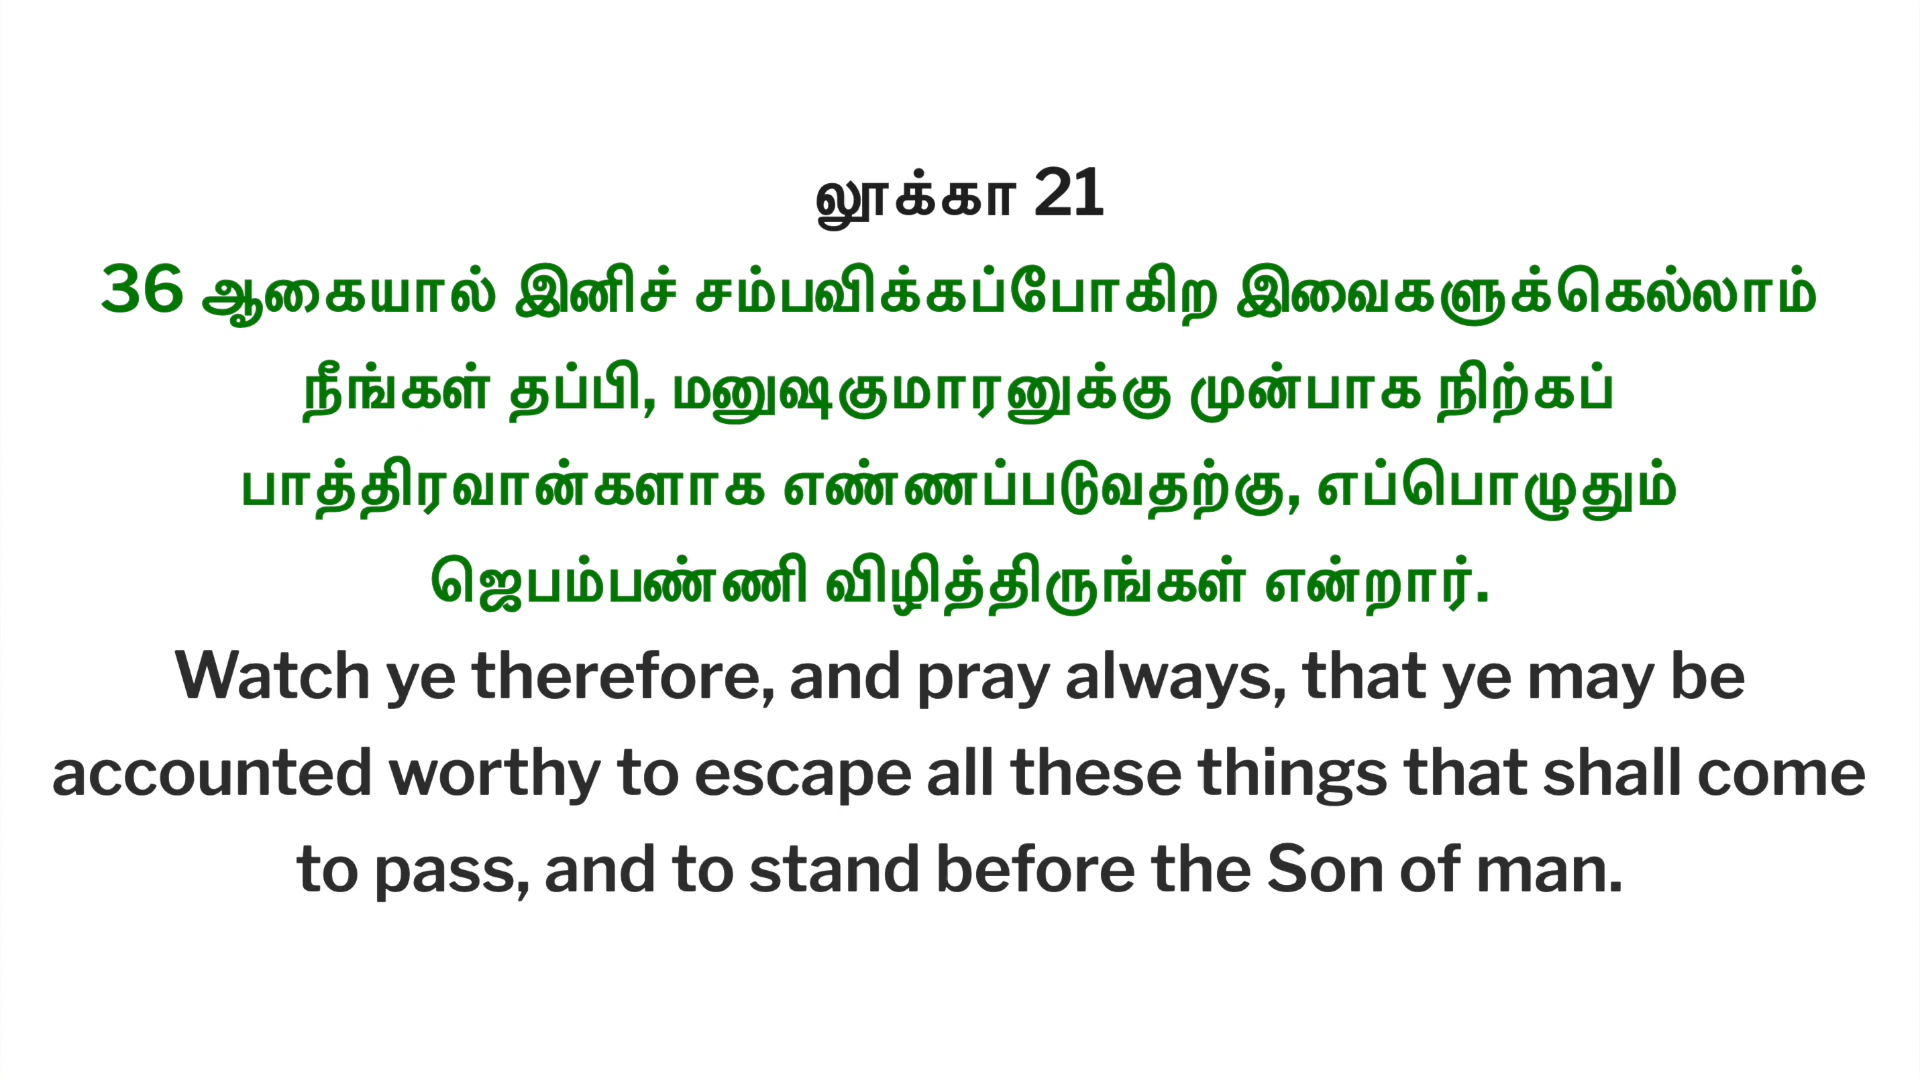 லூக்கா 21
36 ஆகையால் இனிச் சம்பவிக்கப்போகிற இவைகளுக்கெல்லாம்
நீங்கள் தப்பி, மனுஷகுமாரனுக்கு முன்பாக நிற்கப்
பாத்திரவான்களாக எண்ணப்படுவதற்கு, எப்பொழுதும்
ஜெபம்பண்ணி விழித்திருங்கள் என்றார்.
Watch ye therefore, and pray always, that ye may be
accounted worthy to escape all these things that shall come
to pass, and to stand before the Son of man.